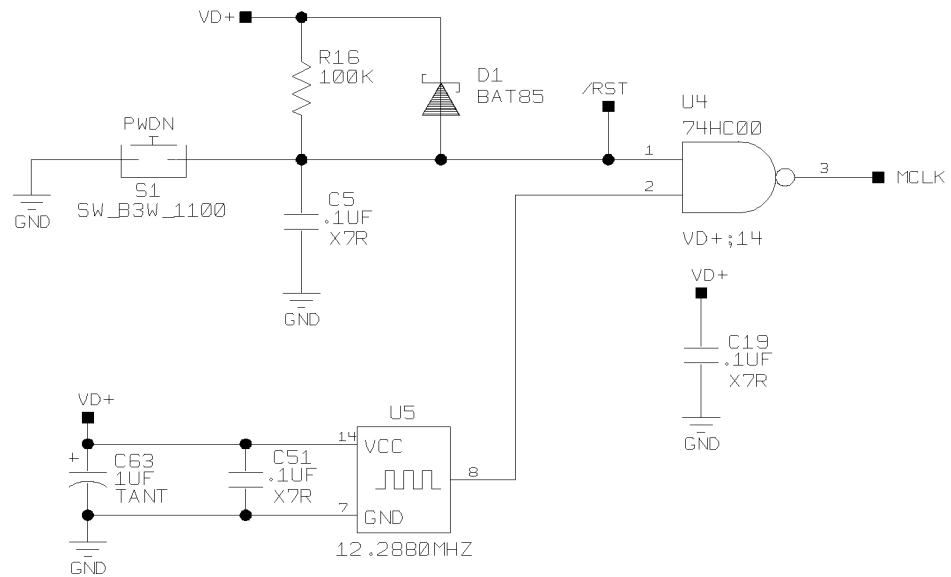 VD+
R16
100K
D1
BAT85
/RST
U4
74HC00
PWDN
1
2
3
MCLK
S1
SW_B3W_1100
GND
C5
.1UF
X7R
VD+;14
GND
VD+
C19
.1UF
X7R
GND
VD+
U5
14
VCC
8
+
C63
1UF
TANT
C51
.1UF
X7R
7
GND
12.2880MHZ
GND